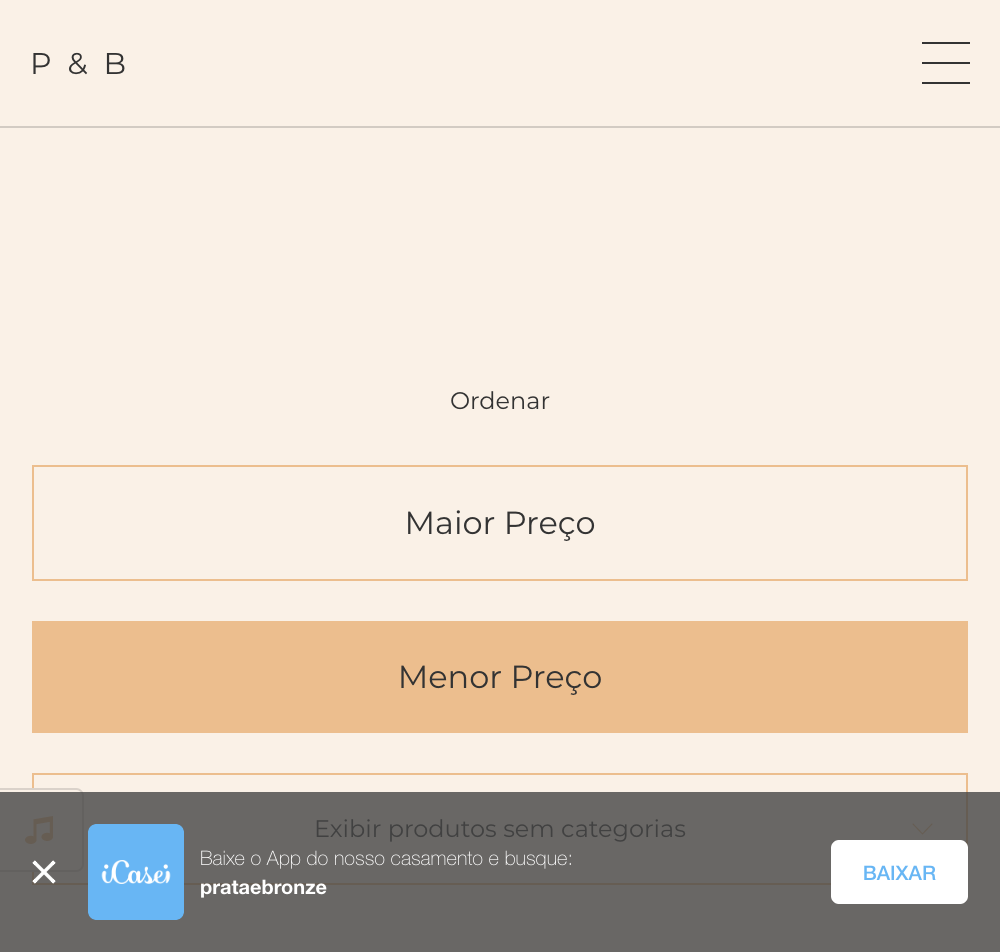 P & B
Ordenar
Maior Preço
Menor Preço
Exibir produtos sem categorias
iCasei
Baixe o App do nosso casamento e busque:
prataebronze
BAIXAR